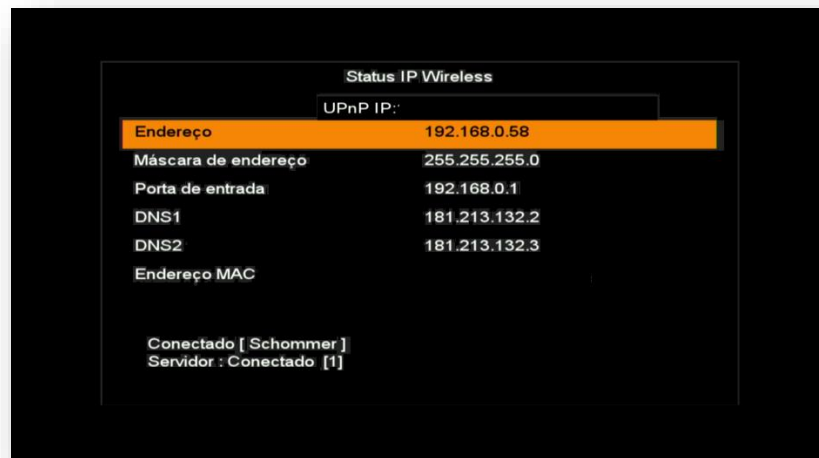 Status IP Wireless
UPnP IP:
Endereço 192.168.0.58
Máscara de endereço 255.255.255.0
Porta de entrada 192.168.0.1
DNS1 181.213.132.2
DNS2 181.213.132.3
Endereço MAC
Conectado [ Schommer ]
Servidor : Conectado [1]